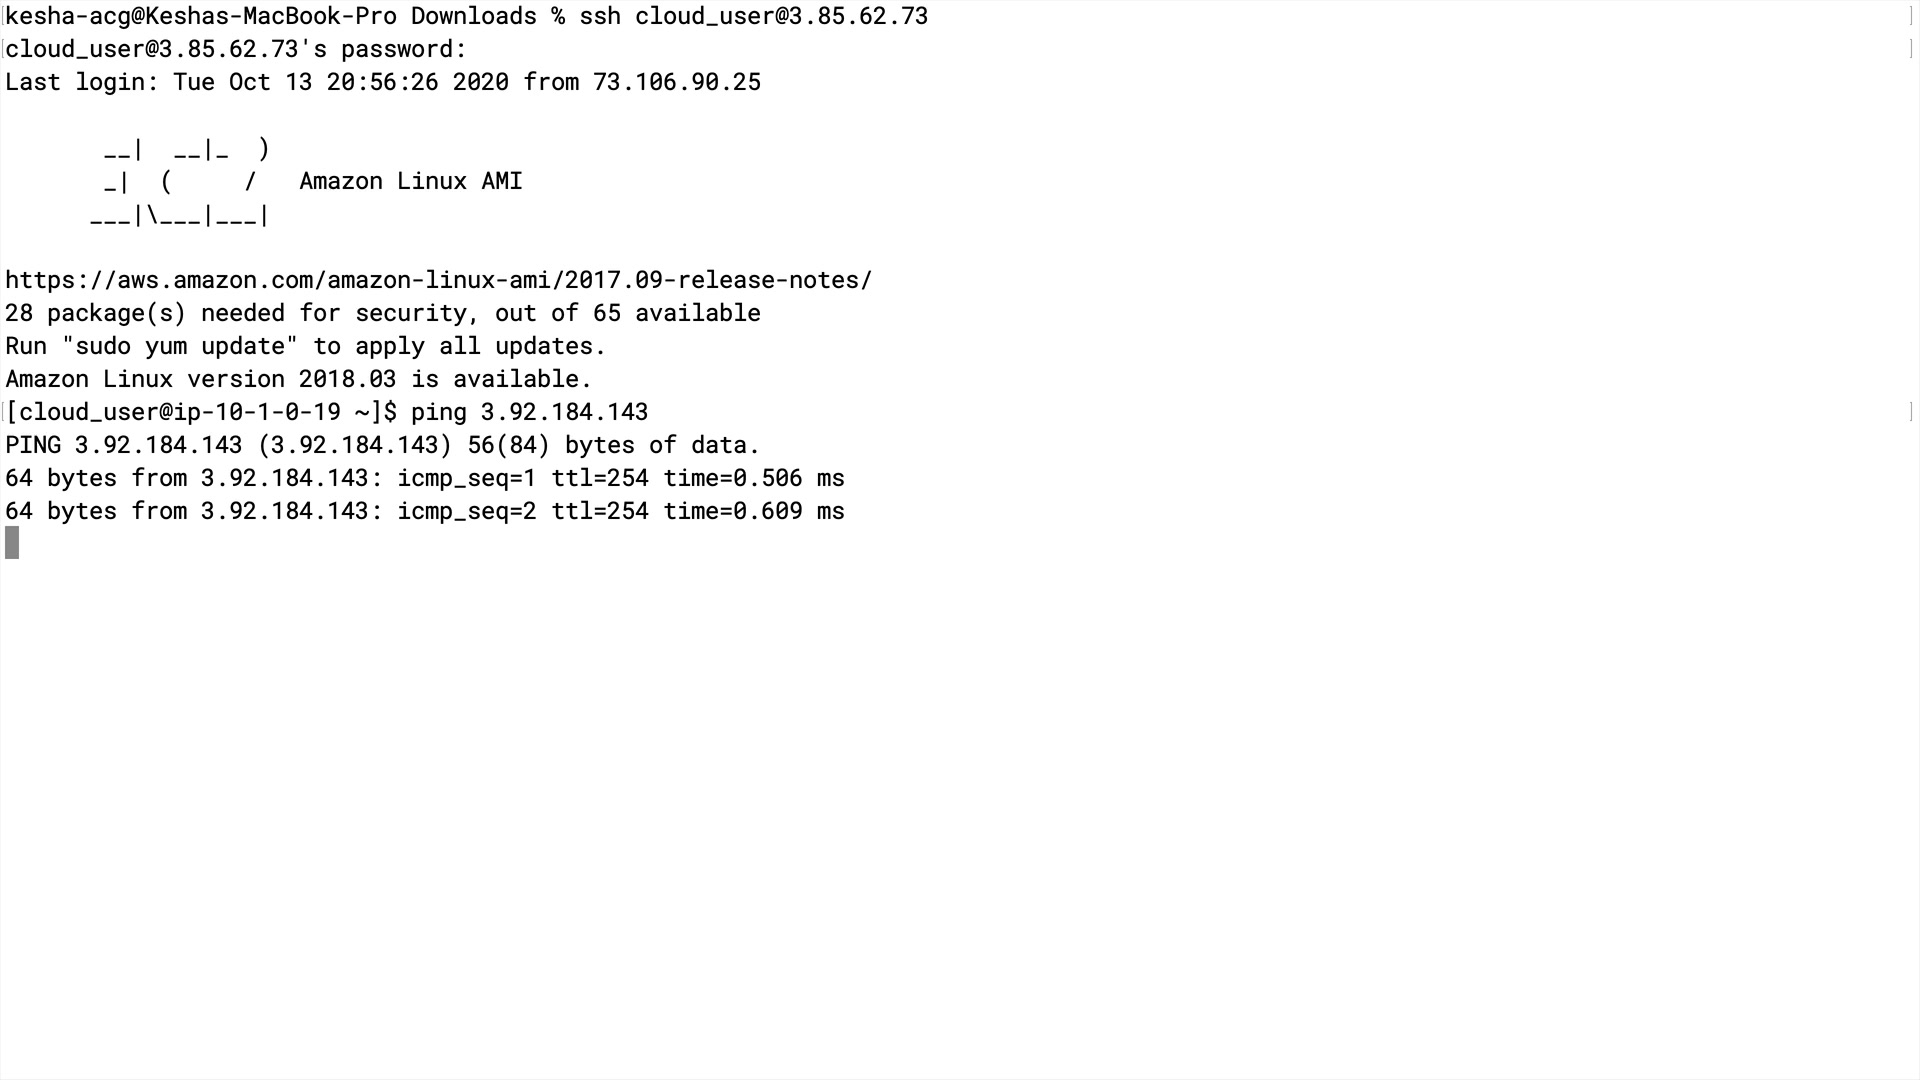 kesha-acg@Keshas-MacBook-Pro Downloads % ssh cloud_user@3.85.62.73
cloud_user@3.85.62.73's password:
Last login: Tue Oct 13 20:56:26 2020 from 73.106.90.25

       __|  __|_  )
       _|  (     /   Amazon Linux AMI
      ___|\___|___|

https://aws.amazon.com/amazon-linux-ami/2017.09-release-notes/
28 package(s) needed for security, out of 65 available
Run "sudo yum update" to apply all updates.
Amazon Linux version 2018.03 is available.
[cloud_user@ip-10-1-0-19 ~]$ ping 3.92.184.143
PING 3.92.184.143 (3.92.184.143) 56(84) bytes of data.
64 bytes from 3.92.184.143: icmp_seq=1 ttl=254 time=0.506 ms
64 bytes from 3.92.184.143: icmp_seq=2 ttl=254 time=0.609 ms